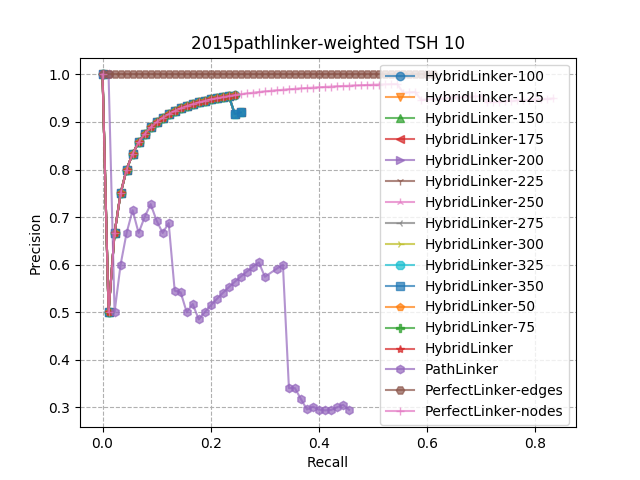 2015pathlinker-weighted TSH 10
Precision
1.0
0.9
0.8
0.7
0.6
0.5
0.4
0.3
0.0
0.2
0.4
0.6
0.8
Recall
HybridLinker-100
HybridLinker-125
HybridLinker-150
HybridLinker-175
HybridLinker-200
HybridLinker-225
HybridLinker-250
HybridLinker-275
HybridLinker-300
HybridLinker-325
HybridLinker-350
HybridLinker-50
HybridLinker-75
HybridLinker
PathLinker
PerfectLinker-edges
PerfectLinker-nodes